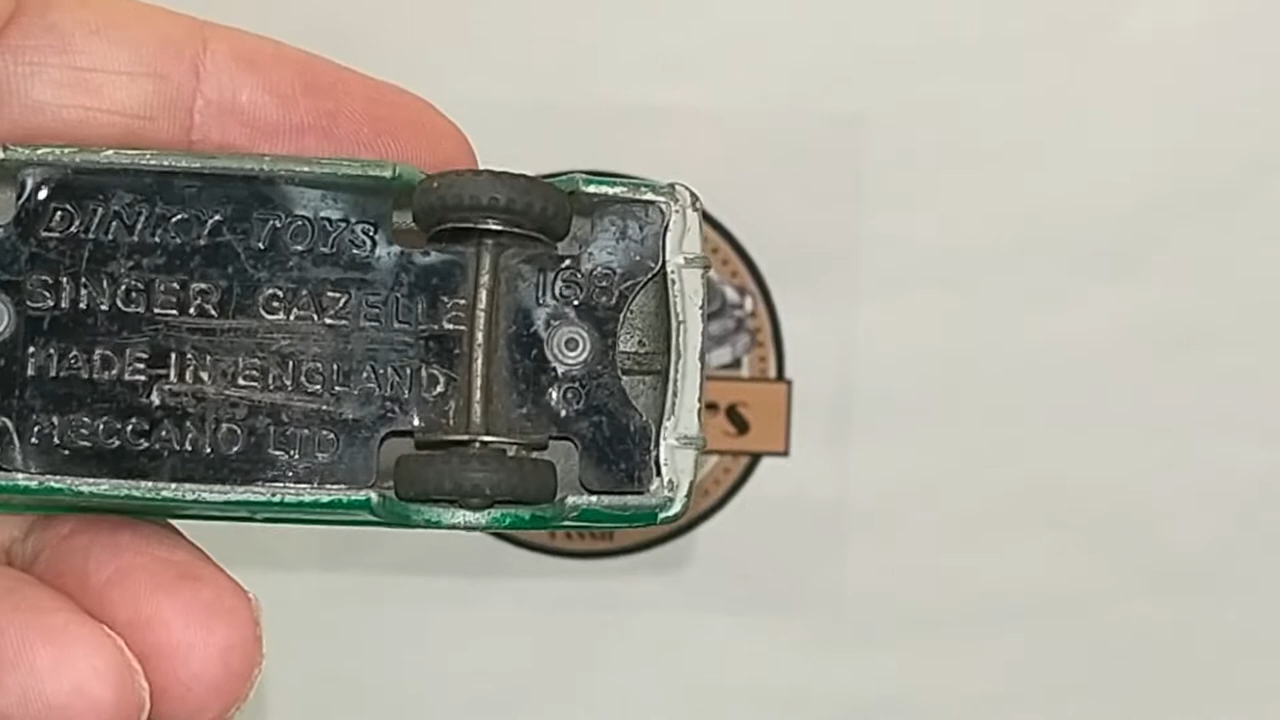 DINKY TOYS
SINGER GAZELLE
168
MADE IN ENGLAND
MECCANO LTD